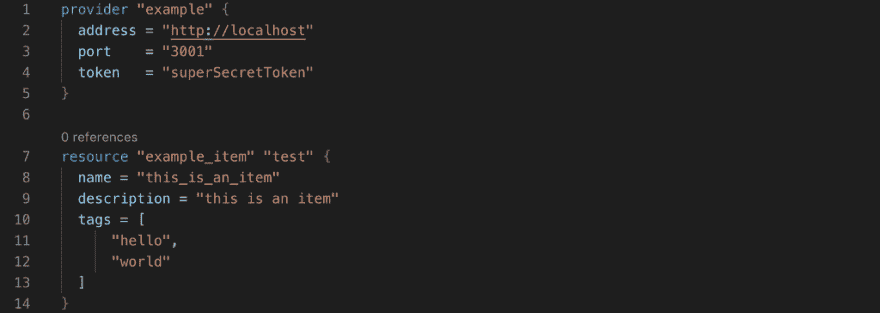 1 provider "example" {
2   address = "http://localhost"
3   port    = "3001"
4   token   = "superSecretToken"
5 }
6
0 references
7 resource "example_item" "test" {
8   name = "this_is_an_item"
9   description = "this is an item"
10   tags = [
11       "hello",
12       "world"
13   ]
14 }